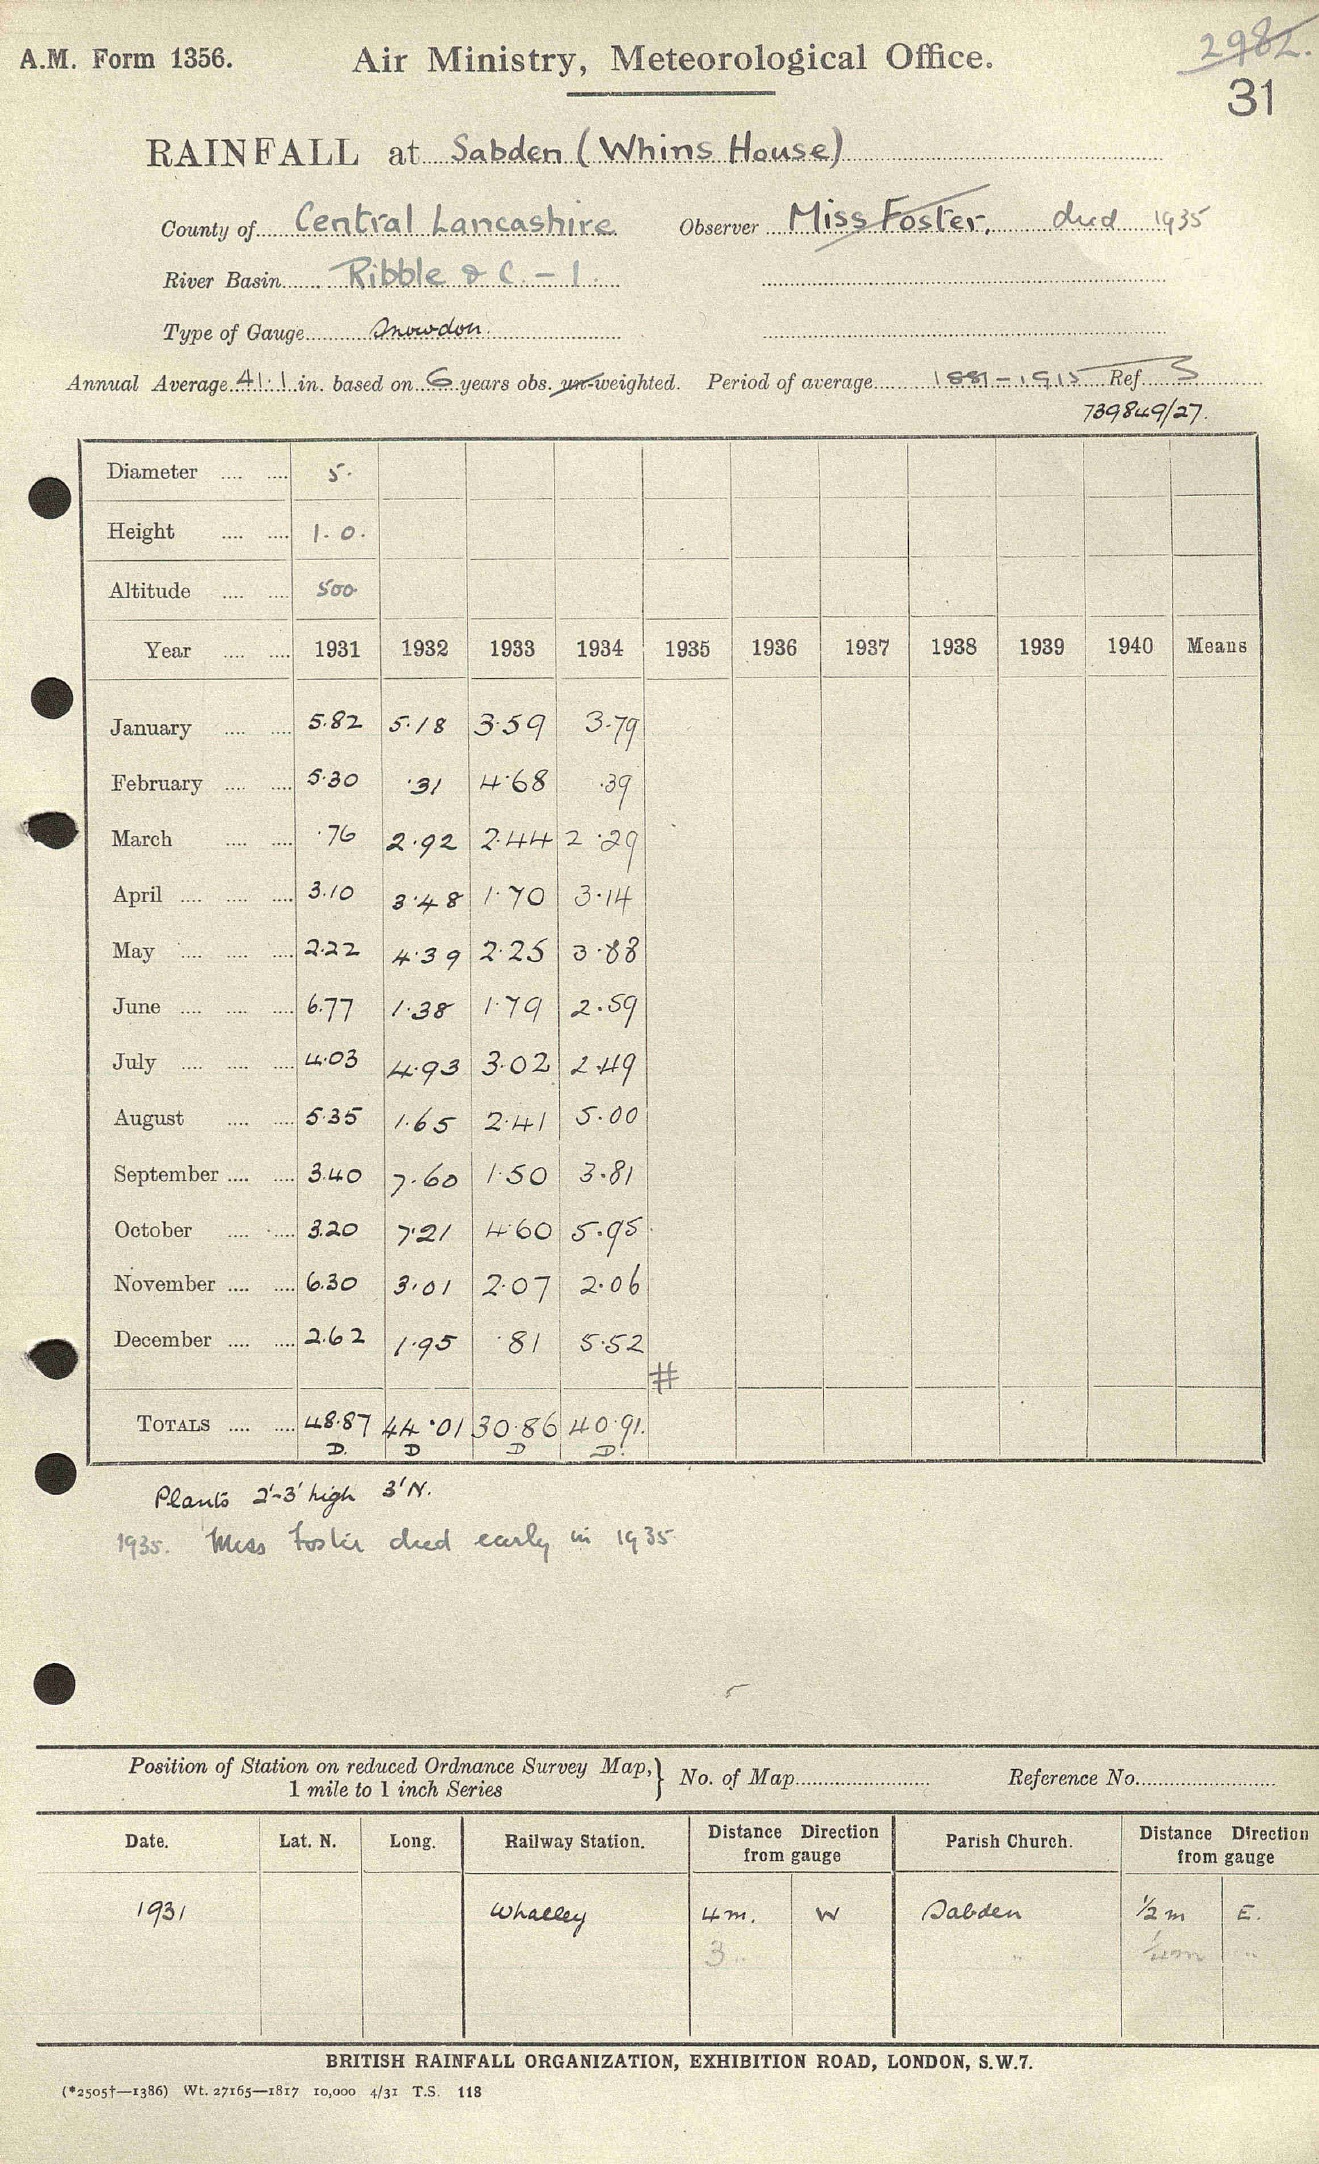 2982.
A.M. Form 1356. Air Ministry, Meteorological Office.
31
RAINFALL at Sabden (Whins House)
County of Central Lancashire Observer Miss Foster, died 1935
River Basin Ribble & C. - 1.
Type of Gauge Snowdon.
Annual Average 41.1 in. based on 6 years obs. un-weighted. Period of average 1881-1915 Ref 3
739849/27.
Diameter .... .... 5.
Height .... .... 1. 0.
Altitude .... .... 500
Year .... .... 1931 1932 1933 1934 1935 1936 1937 1938 1939 1940 Means
January .... .... 5.82 5.18 3.59 3.79
February .... .... 5.30 .31 4.68 .39
March .... .... .76 2.92 2.44 2.29
April .... .... .... 3.10 3.48 1.70 3.14
May .... .... .... 2.22 4.39 2.25 3.88
June .... .... .... 6.77 1.38 1.79 2.59
July .... .... .... 4.03 4.93 3.02 2.49
August .... .... 5.35 1.65 2.41 5.00
September .... .... 3.40 7.60 1.50 3.81
October .... .... 3.20 7.21 4.60 5.95
November .... .... 6.30 3.01 2.07 2.06
December .... .... 2.62 1.95 .81 5.52
#
TOTALS .... .... 48.87 44.01 30.86 40.91.
D. D D D.
Plants 2'-3' high 3' N.
1935. Miss Foster died early in 1935
Position of Station on reduced Ordnance Survey Map, } No. of Map Reference No.
1 mile to 1 inch Series
Date. Lat. N. Long. Railway Station. Distance Direction from gauge Parish Church. Distance Direction from gauge
1931 Whalley 4 m. W Sabden 1/2 m E.
3 " " 1/4 m "
BRITISH RAINFALL ORGANIZATION, EXHIBITION ROAD, LONDON, S.W.7.
(*2505†—1386) Wt. 27165—1817 10,000 4/31 T.S. 118